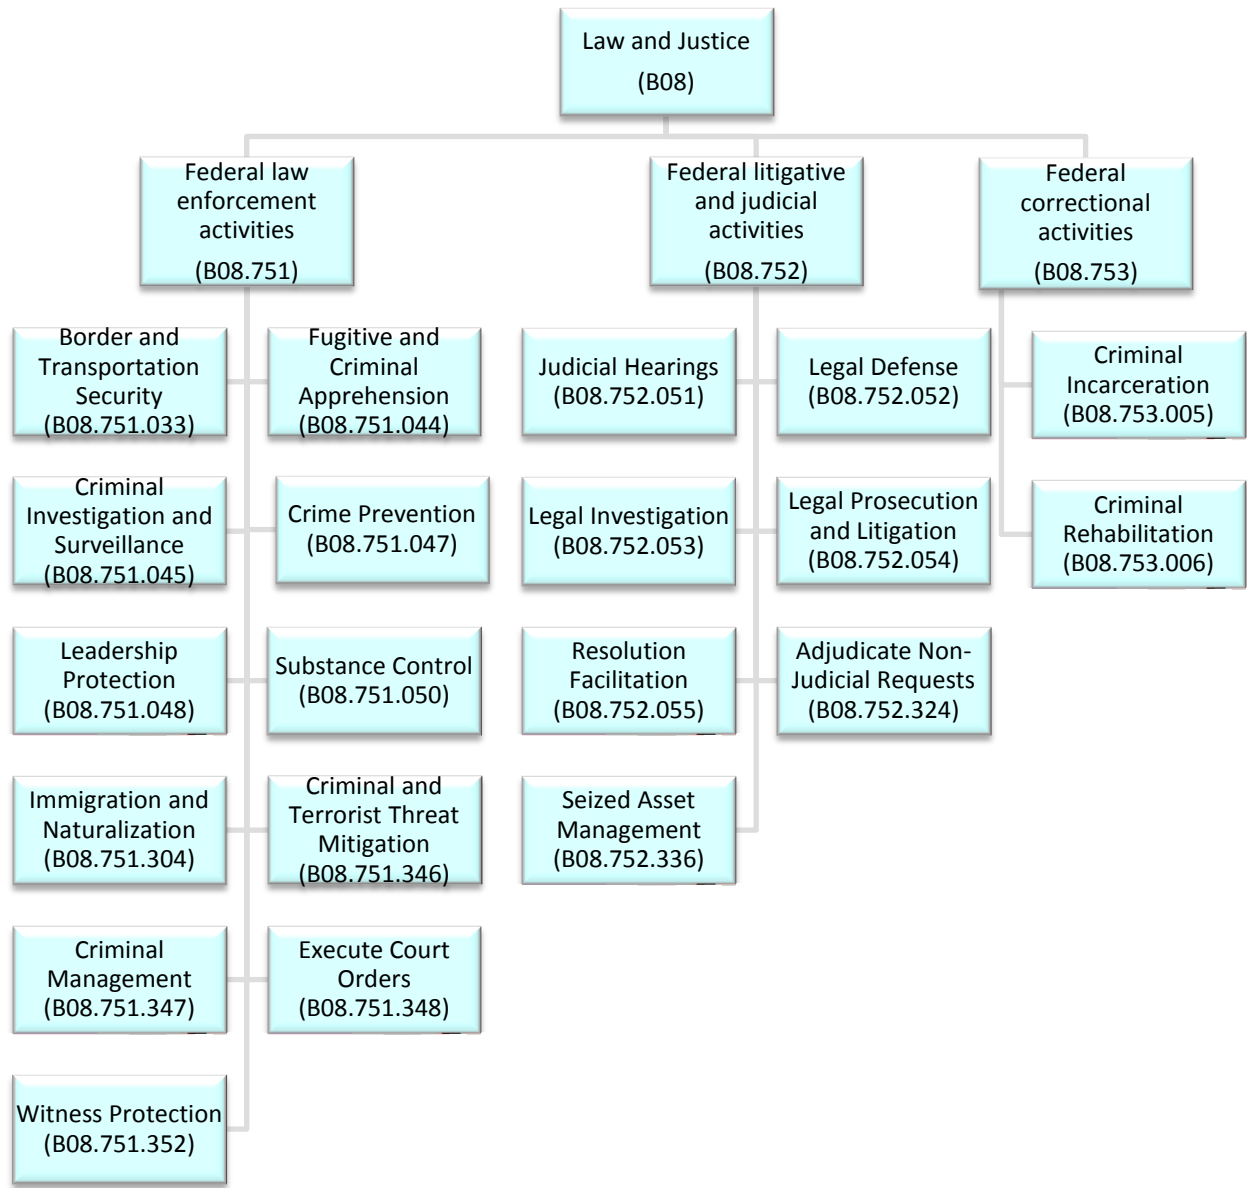 Law and Justice
(B08)
Federal law
enforcement
activities
(B08.751)
Federal litigative
and judicial
activities
(B08.752)
Federal
correctional
activities
(B08.753)
Border and
Transportation
Security
(B08.751.033)
Fugitive and
Criminal
Apprehension
(B08.751.044)
Judicial Hearings
(B08.752.051)
Legal Defense
(B08.752.052)
Criminal
Incarceration
(B08.753.005)
Criminal
Investigation and
Surveillance
(B08.751.045)
Crime Prevention
(B08.751.047)
Legal Investigation
(B08.752.053)
Legal Prosecution
and Litigation
(B08.752.054)
Criminal
Rehabilitation
(B08.753.006)
Leadership
Protection
(B08.751.048)
Substance Control
(B08.751.050)
Resolution
Facilitation
(B08.752.055)
Adjudicate Non-
Judicial Requests
(B08.752.324)
Immigration and
Naturalization
(B08.751.304)
Criminal and
Terrorist Threat
Mitigation
(B08.751.346)
Seized Asset
Management
(B08.752.336)
Criminal
Management
(B08.751.347)
Execute Court
Orders
(B08.751.348)
Witness Protection
(B08.751.352)